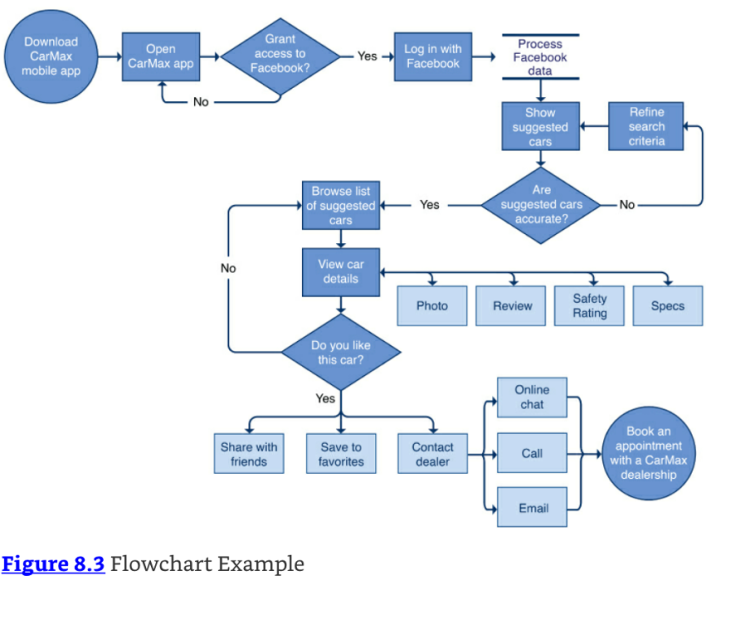 Download
CarMax
mobile app
Open
CarMax app
Grant
access to
Facebook?
Yes
No
Log in with
Facebook
Process
Facebook
data
Show
suggested
cars
Refine
search
criteria
Are
suggested cars
accurate?
No
Yes
Browse list
of suggested
cars
View car
details
Photo
Review
Safety
Rating
Specs
No
Do you like
this car?
Yes
Share with
friends
Save to
favorites
Contact
dealer
Online
chat
Call
Email
Book an
appointment
with a CarMax
dealership
Figure 8.3 Flowchart Example